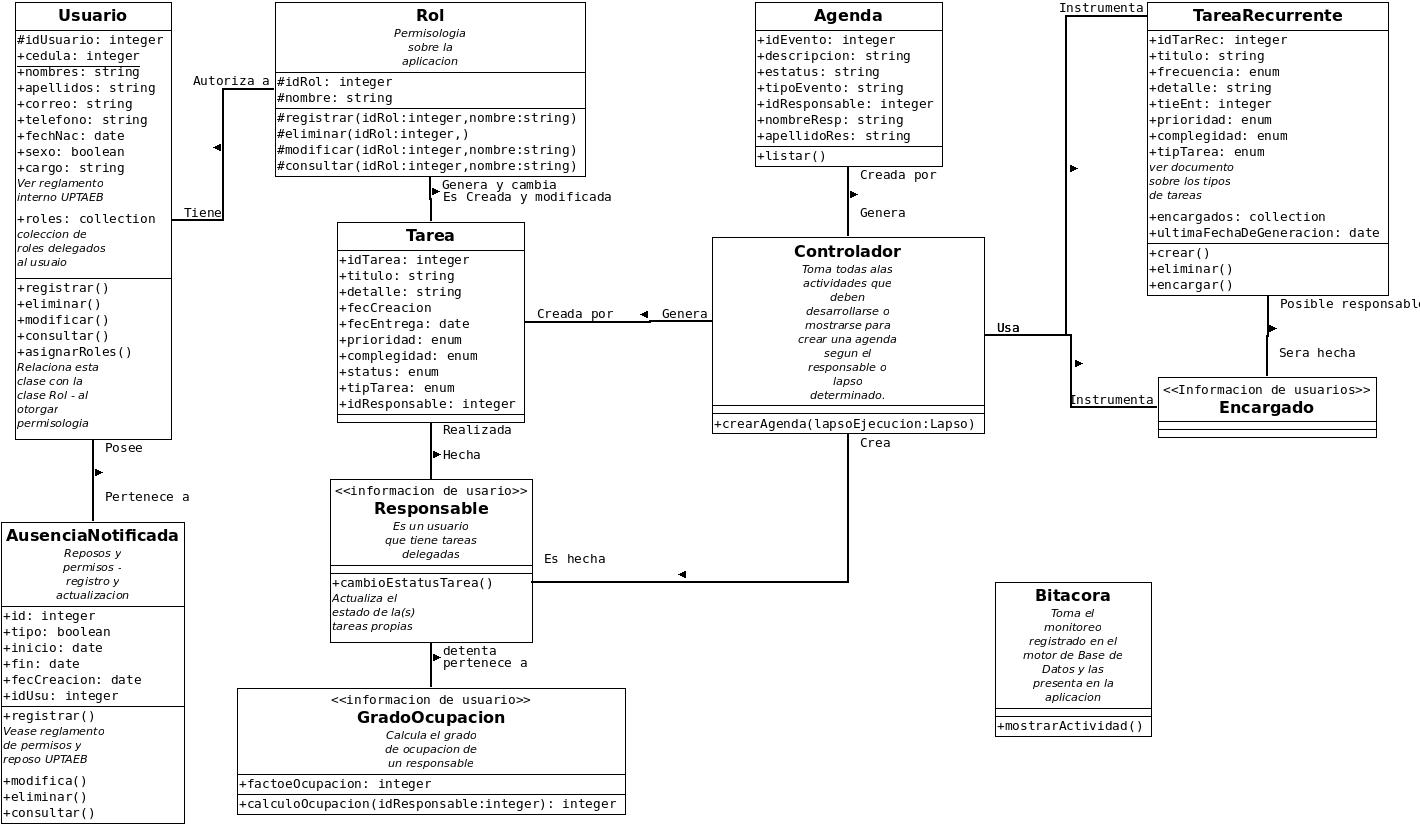 Usuario
#idUsuario: integer
+cedula: integer
+nombres: string
+apellidos: string
+correo: string
+telefono: string
+fechNac: date
+sexo: boolean
+cargo: string
Ver reglamento
interno UPTAEB
+roles: collection
coleccion de
roles delegados
al usuaio
+registrar()
+eliminar()
+modificar()
+consultar()
+asignarRoles()
Relaciona esta
clase con la
clase Rol - al
otorgar
permisologia
Autoriza a
Tiene
Rol
Permisologia
sobre la
aplicacion
#idRol: integer
#nombre: string
#registrar(idRol:integer,nombre:string)
#eliminar(idRol:integer,)
#modificar(idRol:integer,nombre:string)
#consultar(idRol:integer,nombre:string)
Genera y cambia
Es Creada y modificada
Tarea
+idTarea: integer
+titulo: string
+detalle: string
+fecCreacion
+fecEntrega: date
+prioridad: enum
+complegidad: enum
+status: enum
+tipTarea: enum
+idResponsable: integer
Creada por
Genera
Agenda
+idEvento: integer
+descripcion: string
+estatus: string
+tipoEvento: string
+idResponsable: integer
+nombreResp: string
+apellidoRes: string
+listar()
Creada por
Genera
Controlador
Toma todas alas
actividades que
deben
desarrollarse o
mostrarse para
crear una agenda
segun el
responsable o
lapso
determinado.
+crearAgenda(lapsoEjecucion:Lapso)
Crea
Usa
Instrumenta
TareaRecurrente
+idTarRec: integer
+titulo: string
+frecuencia: enum
+detalle: string
+tieEnt: integer
+prioridad: enum
+complegidad: enum
+tipTarea: enum
ver documento
sobre los tipos
de tareas
+encargados: collection
+ultimaFechaDeGeneracion: date
+crear()
+eliminar()
+encargar()
Posible responsable
Sera hecha
Instrumenta
<<Informacion de usuarios>>
Encargado
Realizada
Hecha
<<informacion de usario>>
Responsable
Es un usuario
que tiene tareas
delegadas
+cambioEstatusTarea()
Actualiza el
estado de la(s)
tareas propias
Es hecha
detenta
pertenece a
<<informacion de usuario>>
GradoOcupacion
Calcula el grado
de ocupacion de
un responsable
+factoeOcupacion: integer
+calculoOcupacion(idResponsable:integer): integer
Posee
Pertenece a
AusenciaNotificada
Reposos y
permisos -
registro y
actualizacion
+id: integer
+tipo: boolean
+inicio: date
+fin: date
+fecCreacion: date
+idUsu: integer
+registrar()
Vease reglamento
de permisos y
reposo UPTAEB
+modifica()
+eliminar()
+consultar()
Bitacora
Toma el
monitoreo
registrado en el
motor de Base de
Datos y las
presenta en la
aplicacion
+mostrarActividad()